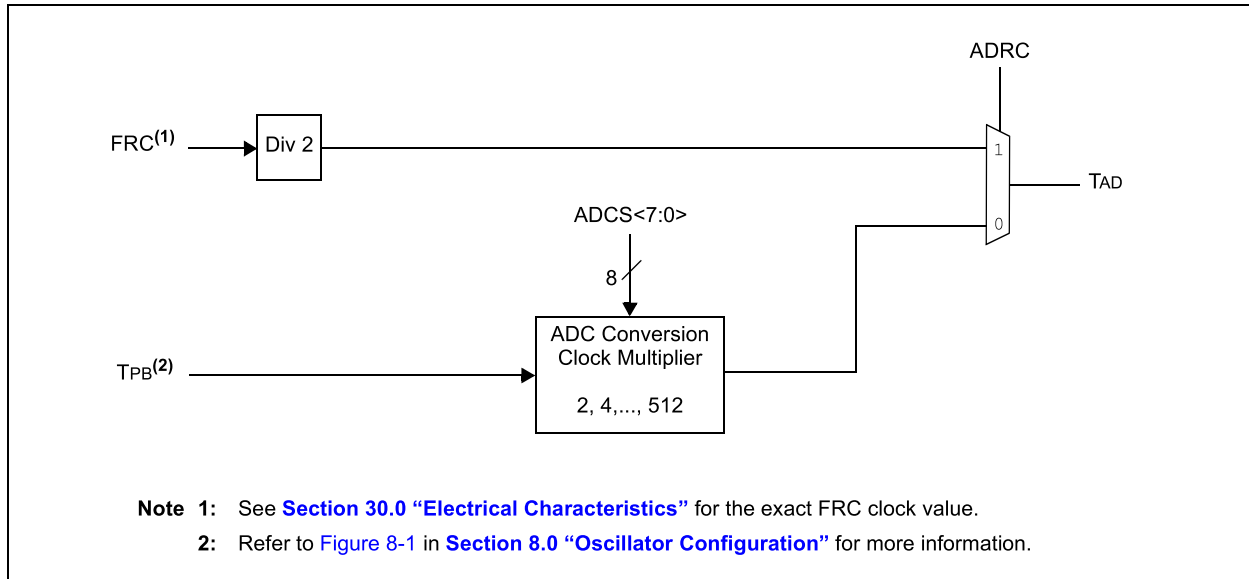 ADRC
FRC(1)
Div 2
1
TAD
ADCS<7:0>
0
8
ADC Conversion
Clock Multiplier
TPB(2)
2, 4,..., 512
Note 1: See Section 30.0 “Electrical Characteristics” for the exact FRC clock value.
2: Refer to Figure 8-1 in Section 8.0 “Oscillator Configuration” for more information.